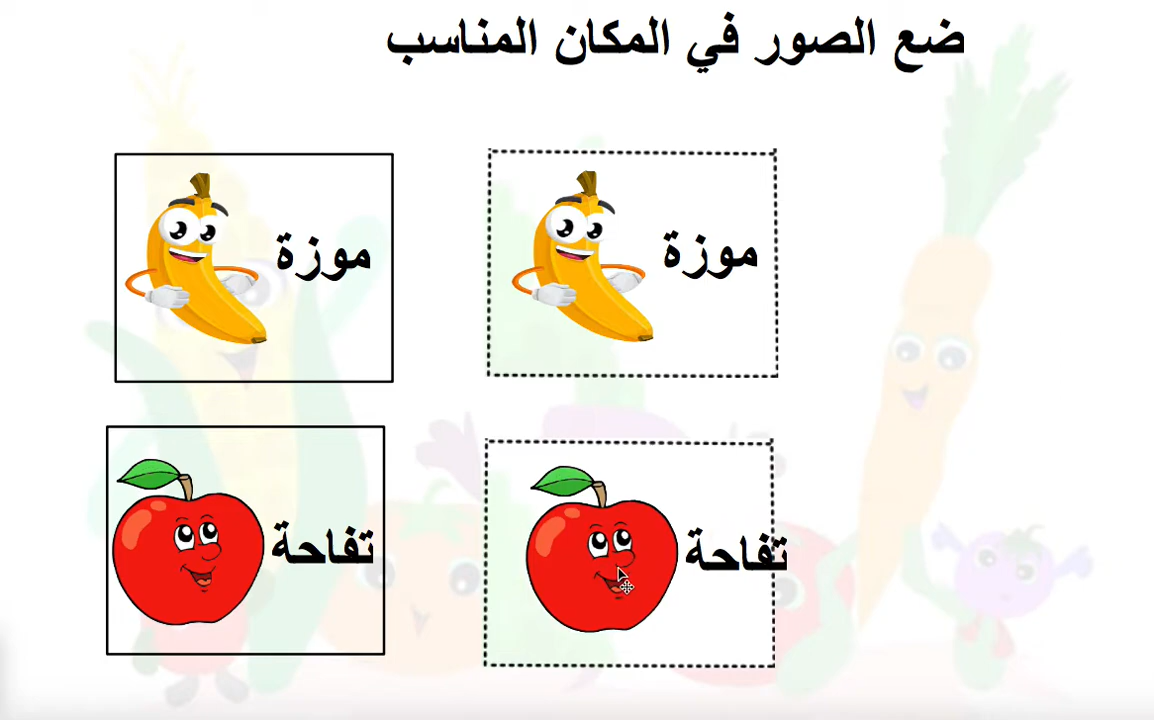 ضع الصور في المكان المناسب
موزة
موزة
تفاحة
تفاحة